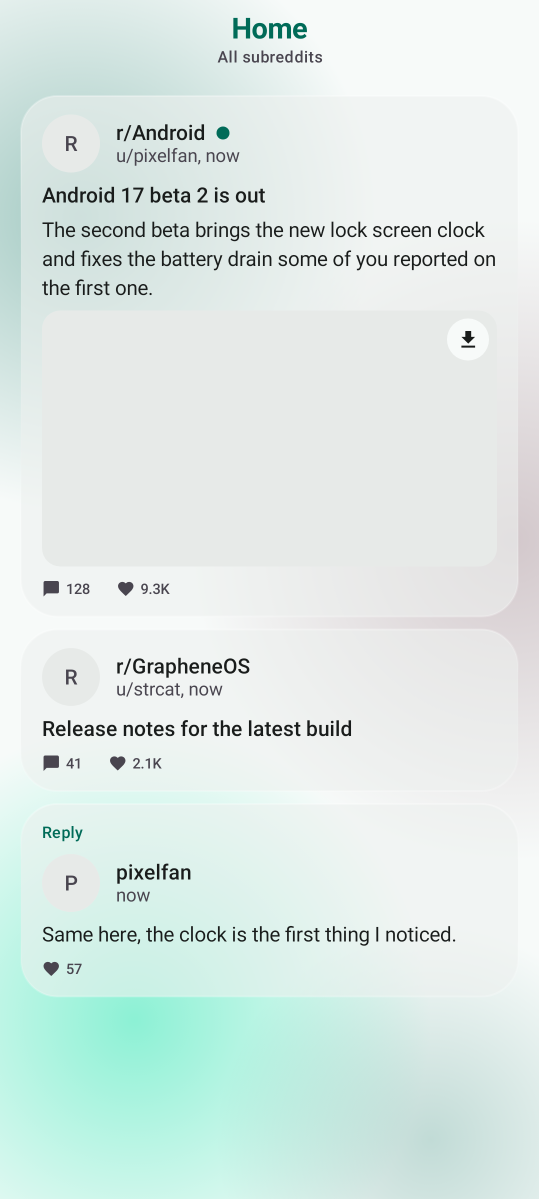 Home
All subreddits
R
r/Android
u/pixelfan, now
Android 17 beta 2 is out
The second beta brings the new lock screen clock
and fixes the battery drain some of you reported on
the first one.
128 9.3K
R
r/GrapheneOS
u/strcat, now
Release notes for the latest build
41 2.1K
Reply
P
pixelfan
now
Same here, the clock is the first thing I noticed.
57